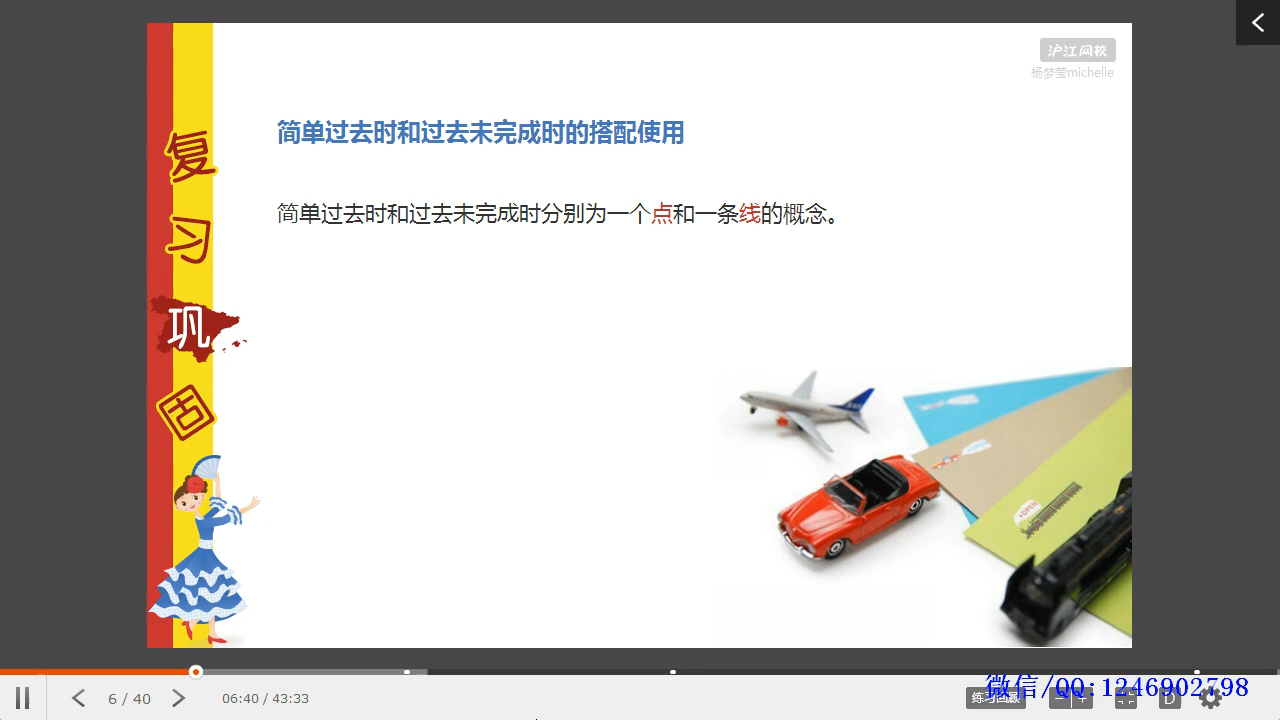 沪江网校
杨梦莹michelle
简单过去时和过去未完成时的搭配使用
简单过去时和过去未完成时分别为一个点和一条线的概念。
复
习
巩
固
OPEN
6 / 40
06:40 / 43:33
练习回顾
D
微信/QQ:1246902798